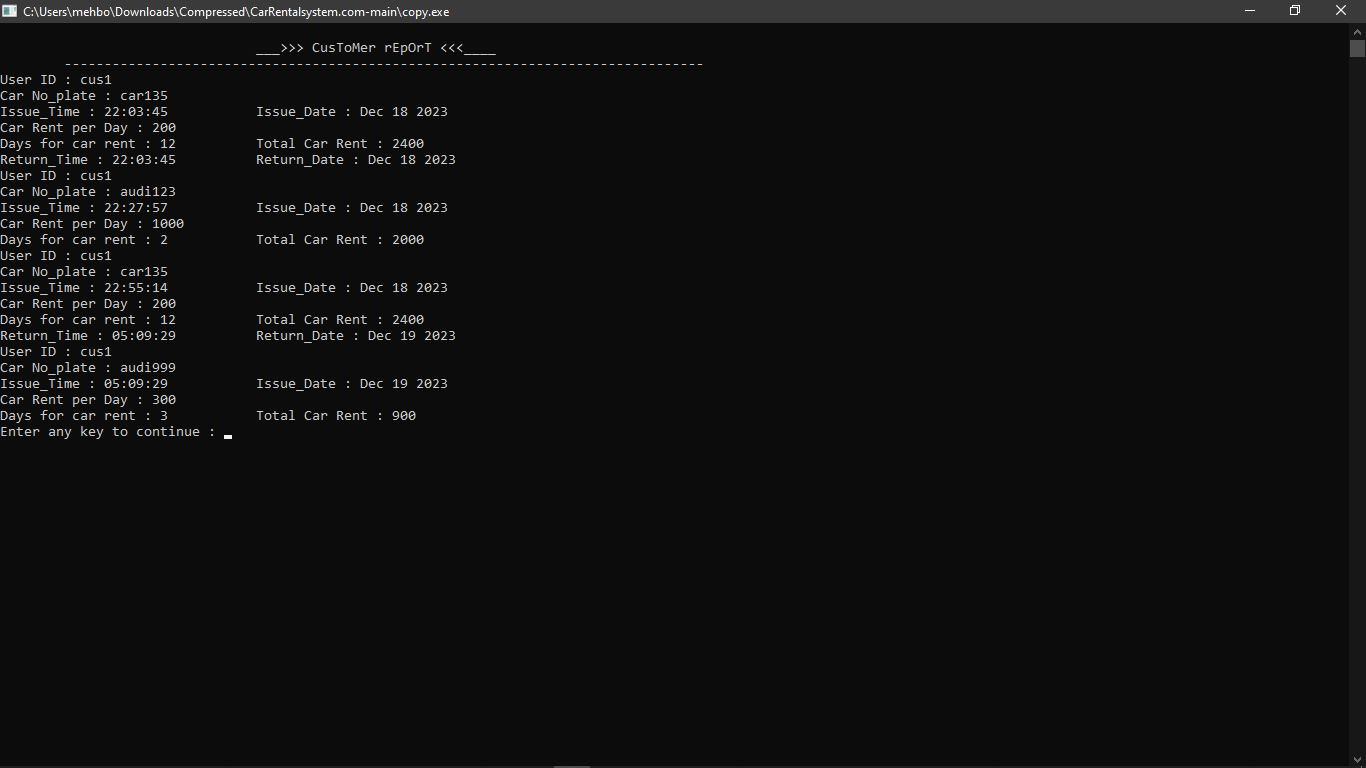 C:\Users\mehbo\Downloads\Compressed\CarRentalsystem.com-main\copy.exe
___>>> CusToMer rEpOrT <<<____
--------------------------------------------------------------------------------
User ID : cus1
Car No_plate : car135
Issue_Time : 22:03:45           Issue_Date : Dec 18 2023
Car Rent per Day : 200
Days for car rent : 12          Total Car Rent : 2400
Return_Time : 22:03:45          Return_Date : Dec 18 2023
User ID : cus1
Car No_plate : audi123
Issue_Time : 22:27:57           Issue_Date : Dec 18 2023
Car Rent per Day : 1000
Days for car rent : 2           Total Car Rent : 2000
User ID : cus1
Car No_plate : car135
Issue_Time : 22:55:14           Issue_Date : Dec 18 2023
Car Rent per Day : 200
Days for car rent : 12          Total Car Rent : 2400
Return_Time : 05:09:29          Return_Date : Dec 19 2023
User ID : cus1
Car No_plate : audi999
Issue_Time : 05:09:29           Issue_Date : Dec 19 2023
Car Rent per Day : 300
Days for car rent : 3           Total Car Rent : 900
Enter any key to continue :